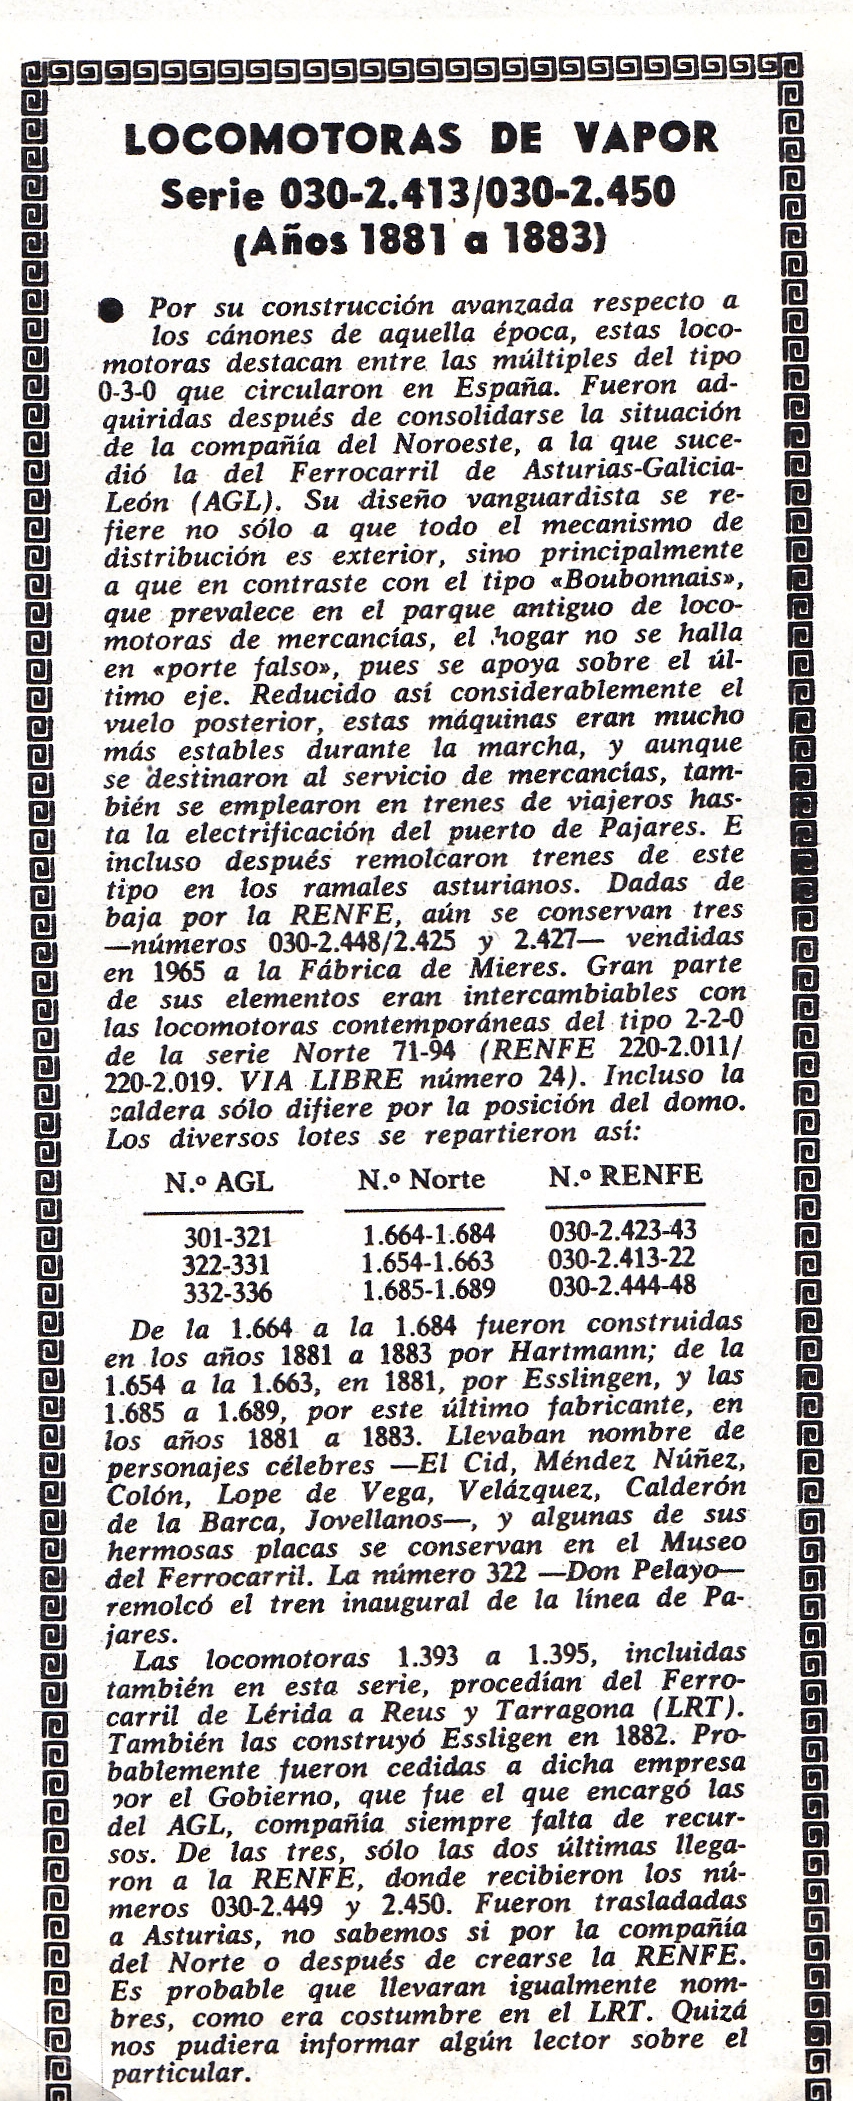 LOCOMOTORAS DE VAPOR
Serie 030-2.413/030-2.450
(Años 1881 a 1883)
● Por su construcción avanzada respecto a
los cánones de aquella época, estas loco-
motoras destacan entre las múltiples del tipo
0-3-0 que circularon en España. Fueron ad-
quiridas después de consolidarse la situación
de la compañía del Noroeste, a la que suce-
dió la del Ferrocarril de Asturias-Galicia-
León (AGL). Su diseño vanguardista se re-
fiere no sólo a que todo el mecanismo de
distribución es exterior, sino principalmente
a que en contraste con el tipo «Boubonnais»,
que prevalece en el parque antiguo de loco-
motoras de mercancías, el hogar no se halla
en «porte falso», pues se apoya sobre el úl-
timo eje. Reducido así considerablemente el
vuelo posterior, estas máquinas eran mucho
más estables durante la marcha, y aunque
se destinaron al servicio de mercancías, tam-
bién se emplearon en trenes de viajeros has-
ta la electrificación del puerto de Pajares. E
incluso después remolcaron trenes de este
tipo en los ramales asturianos. Dadas de
baja por la RENFE, aún se conservan tres
—números 030-2.448/2.425 y 2.427— vendidas
en 1965 a la Fábrica de Mieres. Gran parte
de sus elementos eran intercambiables con
las locomotoras contemporáneas del tipo 2-2-0
de la serie Norte 71-94 (RENFE 220-2.011/
220-2.019. VIA LIBRE número 24). Incluso la
caldera sólo difiere por la posición del domo.
Los diversos lotes se repartieron así:
N.º AGL N.º Norte N.º RENFE
301-321 1.664-1.684 030-2.423-43
322-331 1.654-1.663 030-2.413-22
332-336 1.685-1.689 030-2.444-48
De la 1.664 a la 1.684 fueron construidas
en los años 1881 a 1883 por Hartmann; de la
1.654 a la 1.663, en 1881, por Esslingen, y las
1.685 a 1.689, por este último fabricante, en
los años 1881 a 1883. Llevaban nombre de
personajes célebres —El Cid, Méndez Núñez,
Colón, Lope de Vega, Velázquez, Calderón
de la Barca, Jovellanos—, y algunas de sus
hermosas placas se conservan en el Museo
del Ferrocarril. La número 322 —Don Pelayo—
remolcó el tren inaugural de la línea de Pa-
jares.
Las locomotoras 1.393 a 1.395, incluidas
también en esta serie, procedían del Ferro-
carril de Lérida a Reus y Tarragona (LRT).
También las construyó Essligen en 1882. Pro-
bablemente fueron cedidas a dicha empresa
por el Gobierno, que fue el que encargó las
del AGL, compañía siempre falta de recur-
sos. De las tres, sólo las dos últimas llega-
ron a la RENFE, donde recibieron los nú-
meros 030-2.449 y 2.450. Fueron trasladadas
a Asturias, no sabemos si por la compañía
del Norte o después de crearse la RENFE.
Es probable que llevaran igualmente nom-
bres, como era costumbre en el LRT. Quizá
nos pudiera informar algún lector sobre el
particular.